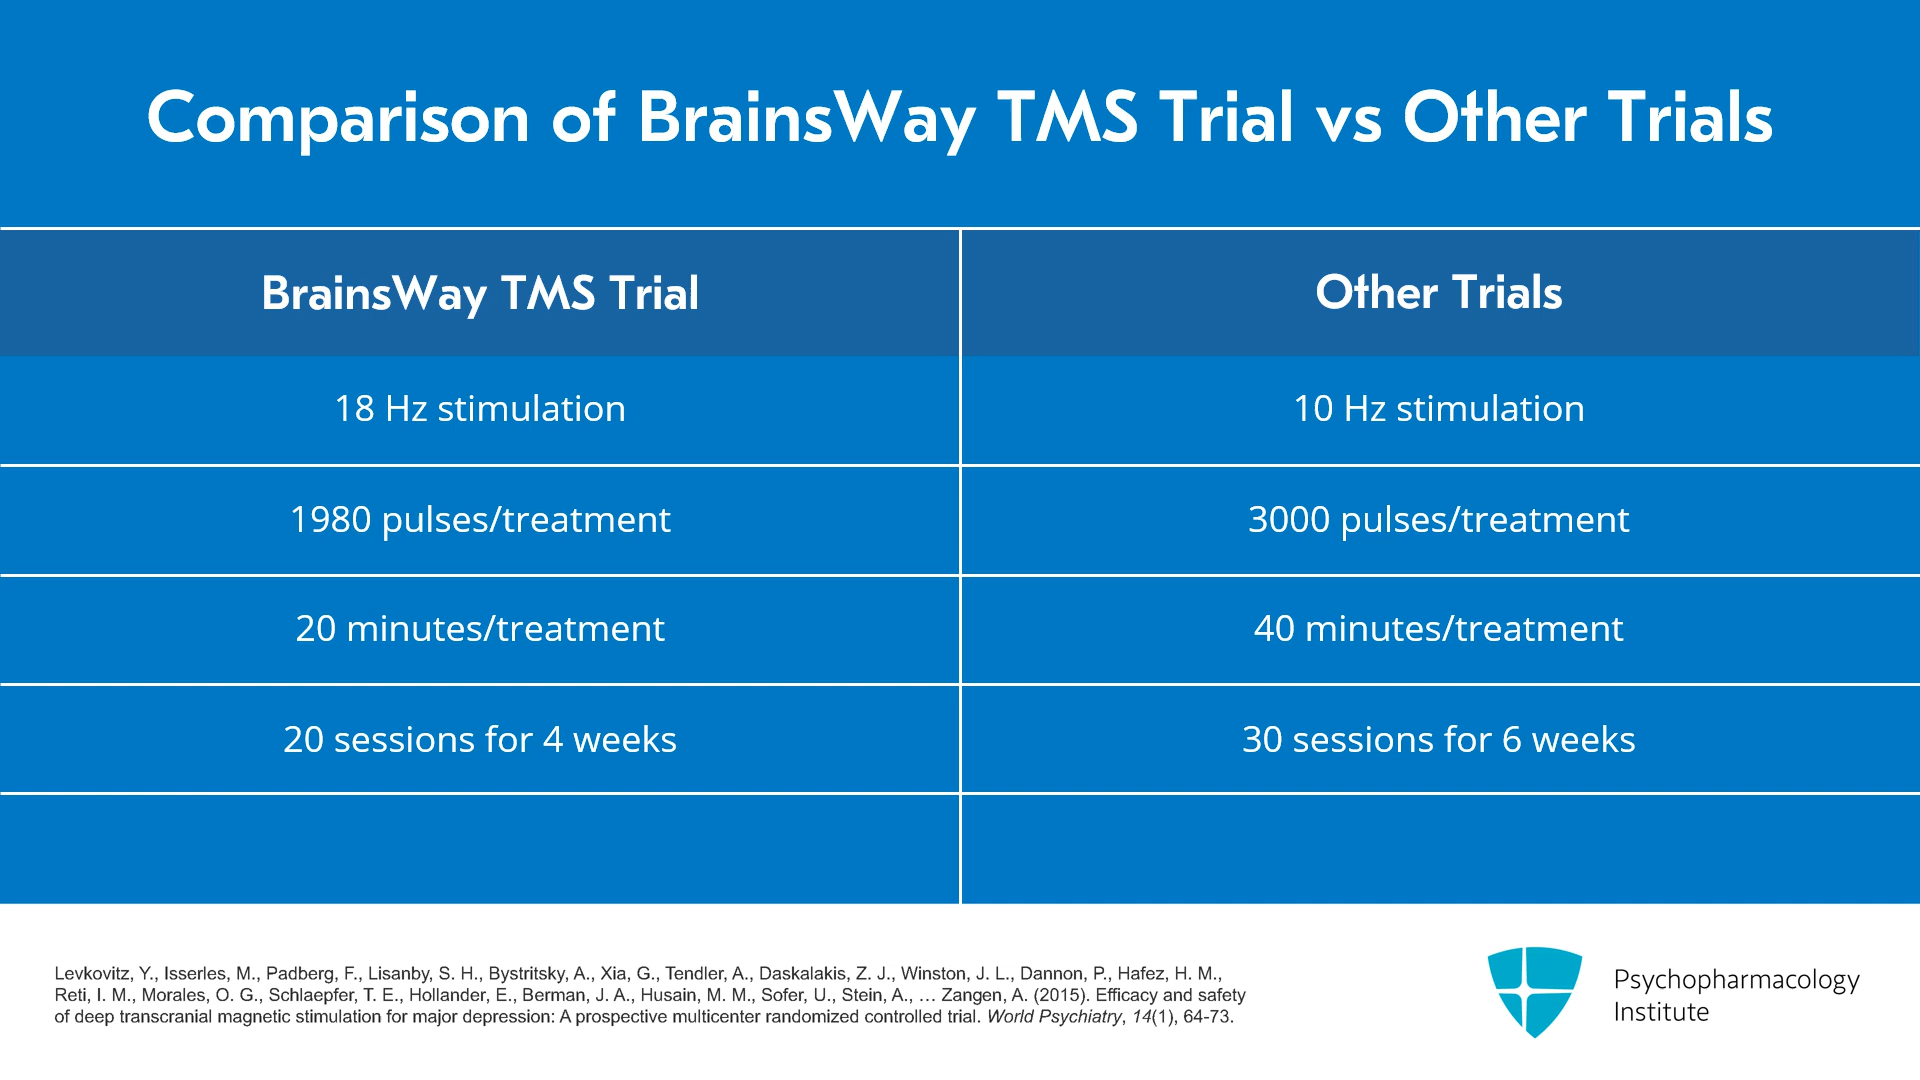 Comparison of BrainsWay TMS Trial vs Other Trials
BrainsWay TMS Trial
Other Trials
18 Hz stimulation
10 Hz stimulation
1980 pulses/treatment
3000 pulses/treatment
20 minutes/treatment
40 minutes/treatment
20 sessions for 4 weeks
30 sessions for 6 weeks
Levkovitz, Y., Isserles, M., Padberg, F., Lisanby, S. H., Bystritsky, A., Xia, G., Tendler, A., Daskalakis, Z. J., Winston, J. L., Dannon, P., Hafez, H. M.,
Reti, I. M., Morales, O. G., Schlaepfer, T. E., Hollander, E., Berman, J. A., Husain, M. M., Sofer, U., Stein, A., … Zangen, A. (2015). Efficacy and safety
of deep transcranial magnetic stimulation for major depression: A prospective multicenter randomized controlled trial. World Psychiatry, 14(1), 64-73.
Psychopharmacology
Institute